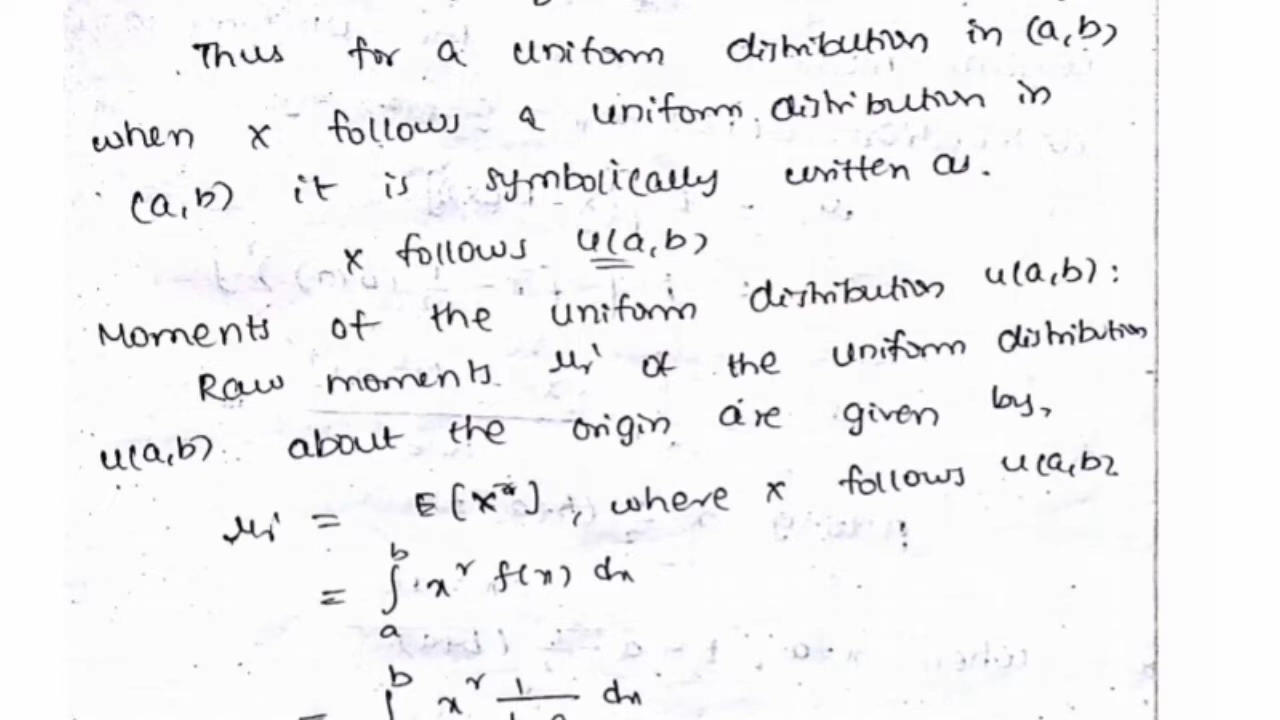 Thus for a uniform distribution in (a,b)
when x follows a uniform distribution in
(a,b) it is symbolically written as.
x follows U(a,b)
Moments of the uniform distribution u(a,b):
Raw moments μr' of the uniform distribution
u(a,b) about the origin are given by,
μr' = E[x^r], where x follows u(a,b)
= ∫_a^b x^r f(x) dx
= ∫^b x^r 1/ dx